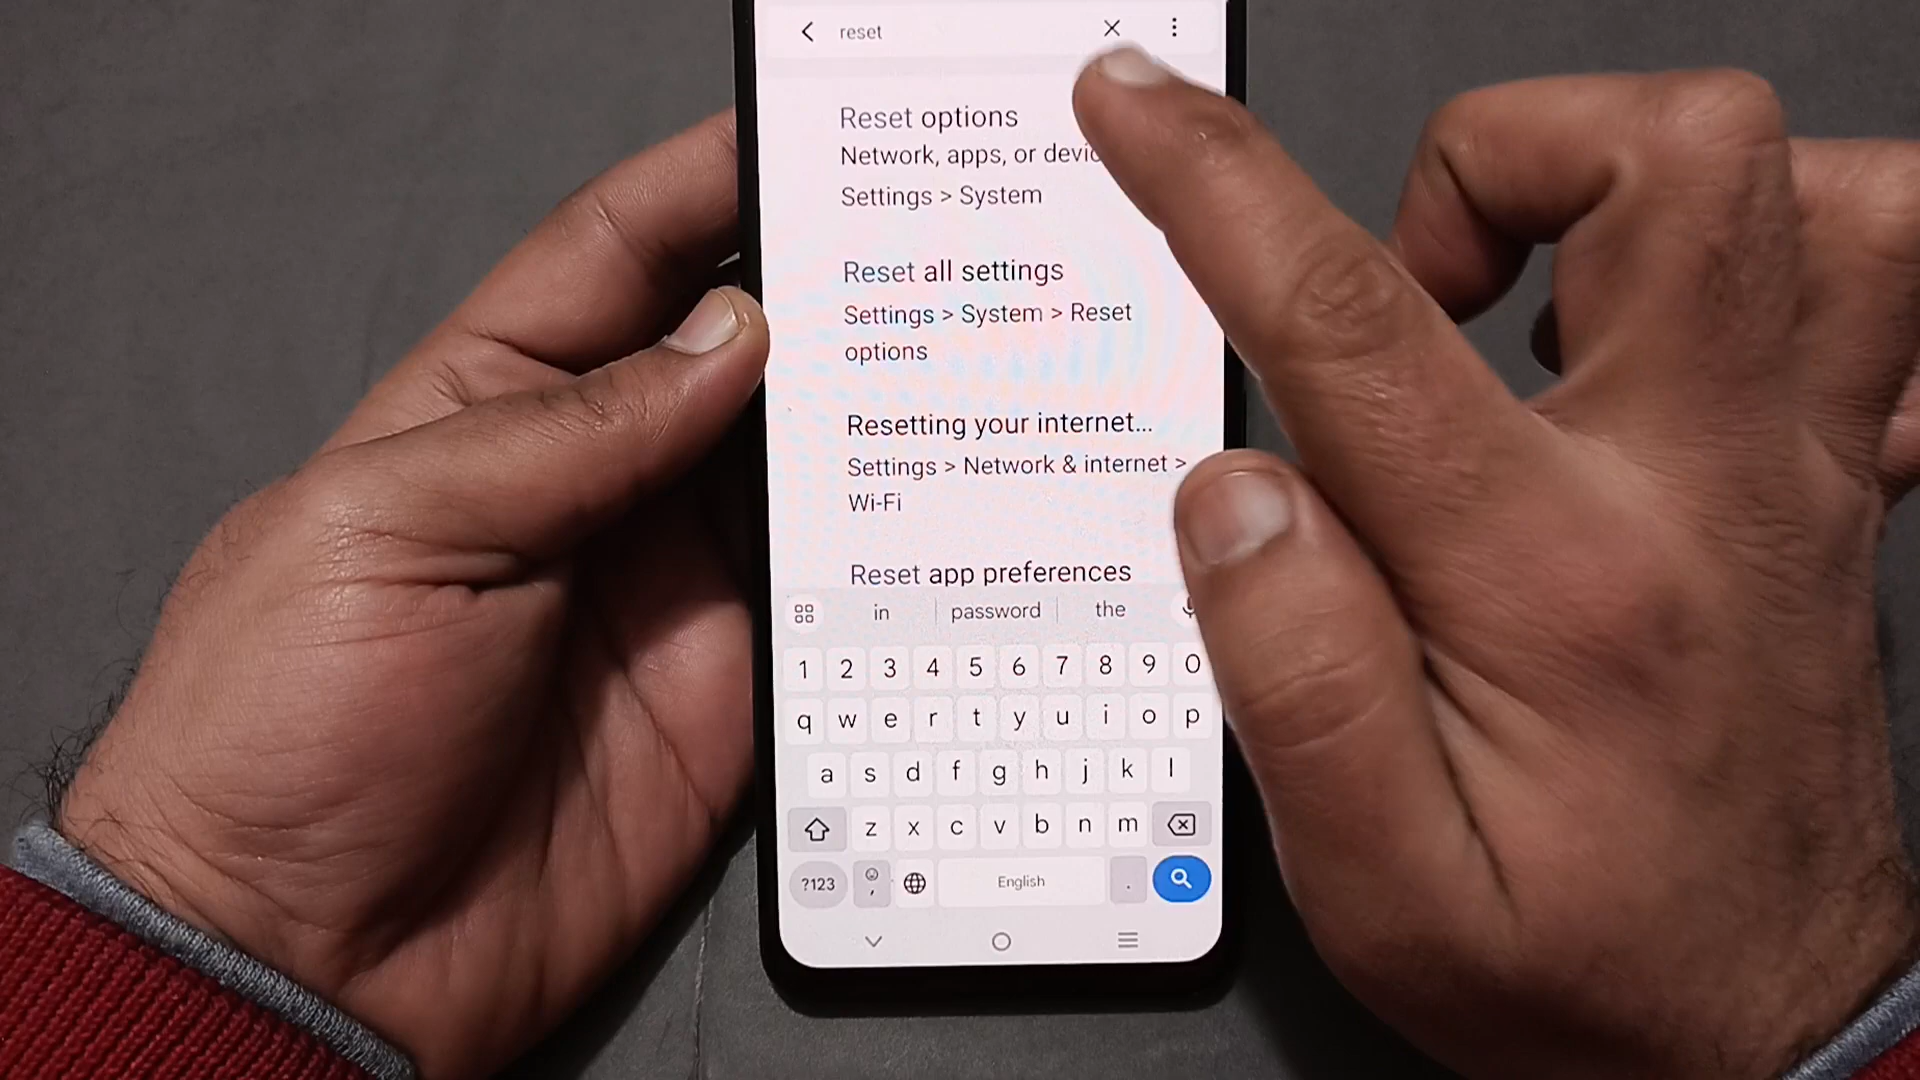 reset
Reset options
Network, apps, or
Settings > System
Reset all settings
Settings > System > Reset
options
Resetting your internet...
Settings > Network & internet >
Wi-Fi
Reset app preferences
in password the
1 2 3 4 5 6 7 8 9 0
q w e r t y u i o p
a s d f g h j k l
z x c v b n m
?123 , English .